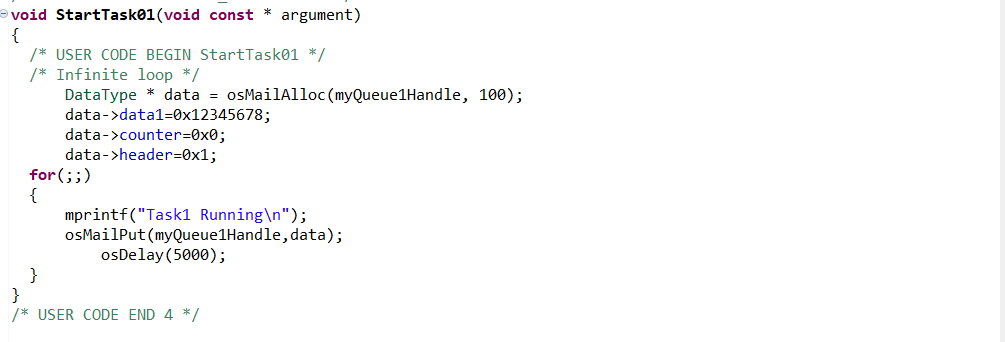 void StartTask01(void const * argument)
{
/* USER CODE BEGIN StartTask01 */
/* Infinite loop */
DataType * data = osMailAlloc(myQueue1Handle, 100);
data->data1=0x12345678;
data->counter=0x0;
data->header=0x1;
for(;;)
{
mprintf("Task1 Running\n");
osMailPut(myQueue1Handle,data);
osDelay(5000);
}
}
/* USER CODE END 4 */